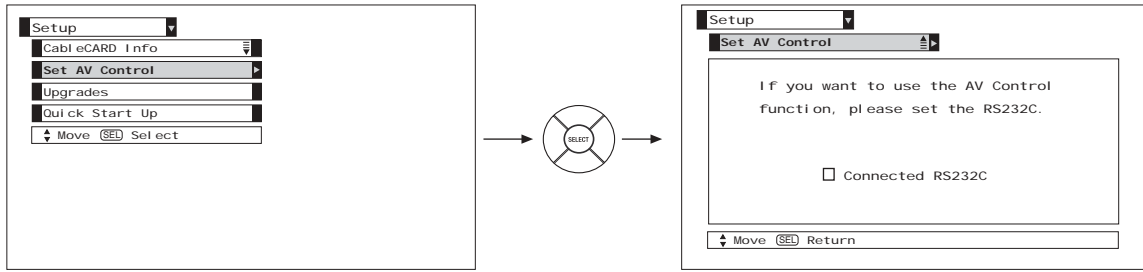 Setup
CableCARD Info
Set AV Control
Upgrades
Quick Start Up
Move SEL Select
SELECT
Setup
Set AV Control
If you want to use the AV Control
function, please set the RS232C.
Connected RS232C
Move SEL Return